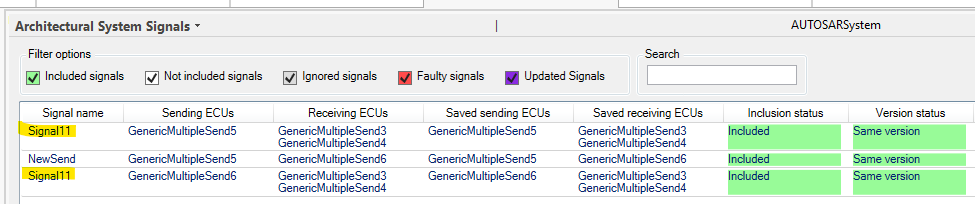 Architectural System Signals
AUTOSARSystem
Filter options
Included signals
Not included signals
Ignored signals
Faulty signals
Updated Signals
Search
Signal name Sending ECUs Receiving ECUs Saved sending ECUs Saved receiving ECUs Inclusion status Version status
Signal11 GenericMultipleSend5 GenericMultipleSend3 GenericMultipleSend5 GenericMultipleSend3 Included Same version
GenericMultipleSend4 GenericMultipleSend4
NewSend GenericMultipleSend5 GenericMultipleSend6 GenericMultipleSend5 GenericMultipleSend6 Included Same version
Signal11 GenericMultipleSend6 GenericMultipleSend3 GenericMultipleSend6 GenericMultipleSend3 Included Same version
GenericMultipleSend4 GenericMultipleSend4